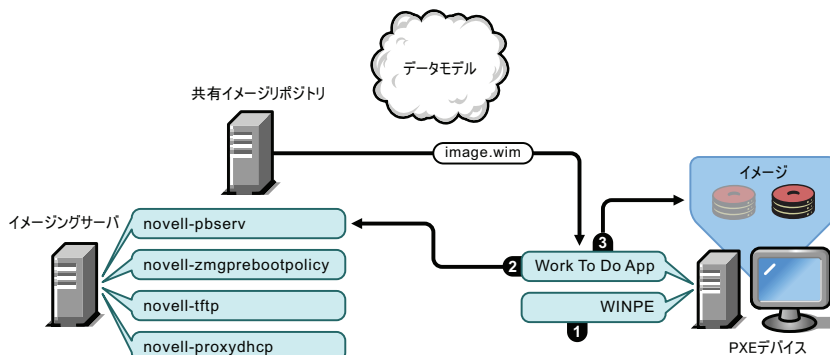 データモデル
共有イメージリポジトリ
image.wim
イメージ
イメージングサーバ
novell-pbserv
novell-zmgprebootpolicy
novell-tftp
novell-proxydhcp
3
2
Work To Do App
WINPE
1
PXEデバイス